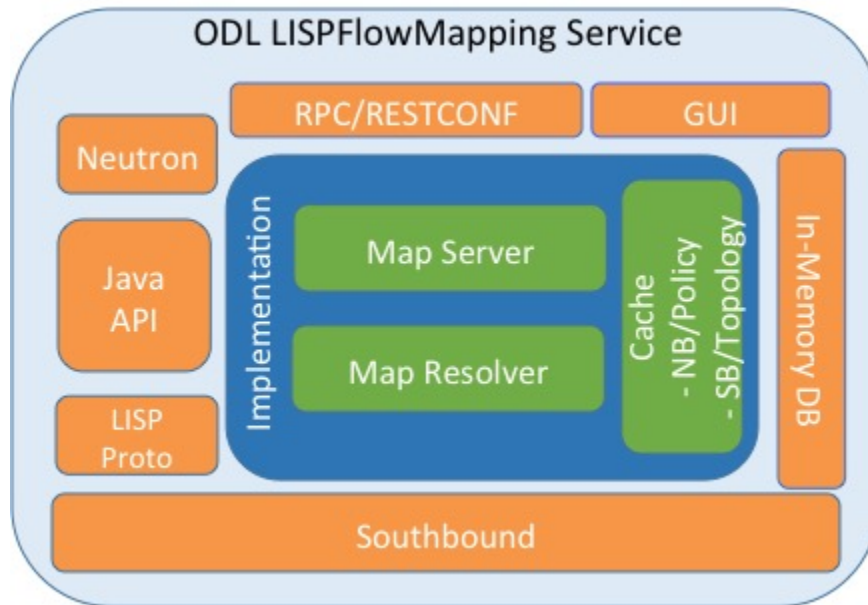 ODL LISPFlowMapping Service
RPC/RESTCONF
GUI
Neutron
Java
API
LISP
Proto
Implementation
Map Server
Map Resolver
Cache
- NB/Policy
- SB/Topology
In-Memory DB
Southbound